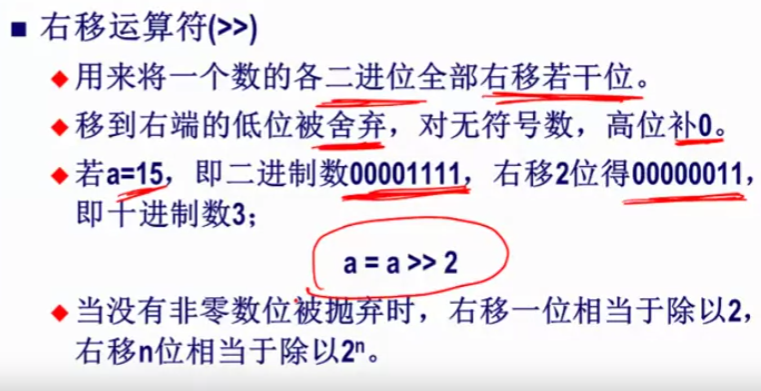 ■ 右移运算符(>>)
◆ 用来将一个数的各二进位全部右移若干位。
◆ 移到右端的低位被舍弃，对无符号数，高位补0。
◆ 若a=15，即二进制数00001111，右移2位得00000011，
即十进制数3；
a = a >> 2
◆ 当没有非零数位被抛弃时，右移一位相当于除以2，
右移n位相当于除以2ⁿ。